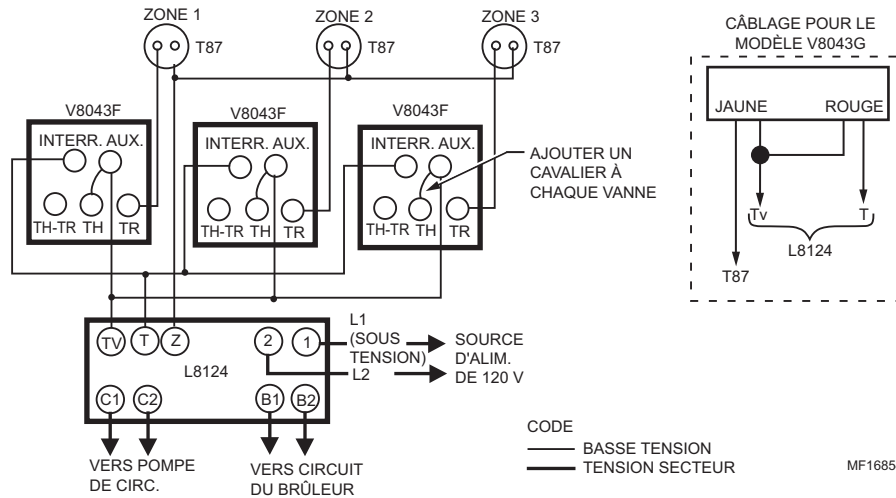 ZONE 1
T87
ZONE 2
T87
ZONE 3
T87
V8043F
INTERR. AUX.
TH-TR TH TR
V8043F
INTERR. AUX.
TH-TR TH TR
V8043F
INTERR. AUX.
TH-TR TH TR
AJOUTER UN
CAVALIER À
CHAQUE VANNE
CÂBLAGE POUR LE
MODÈLE V8043G
JAUNE ROUGE
Tv T
L8124
T87
TV T Z 2 1
L8124
C1 C2 B1 B2
L1
(SOUS
TENSION)
L2
SOURCE
D'ALIM.
DE 120 V
VERS POMPE
DE CIRC.
VERS CIRCUIT
DU BRÛLEUR
CODE
BASSE TENSION
TENSION SECTEUR
MF1685